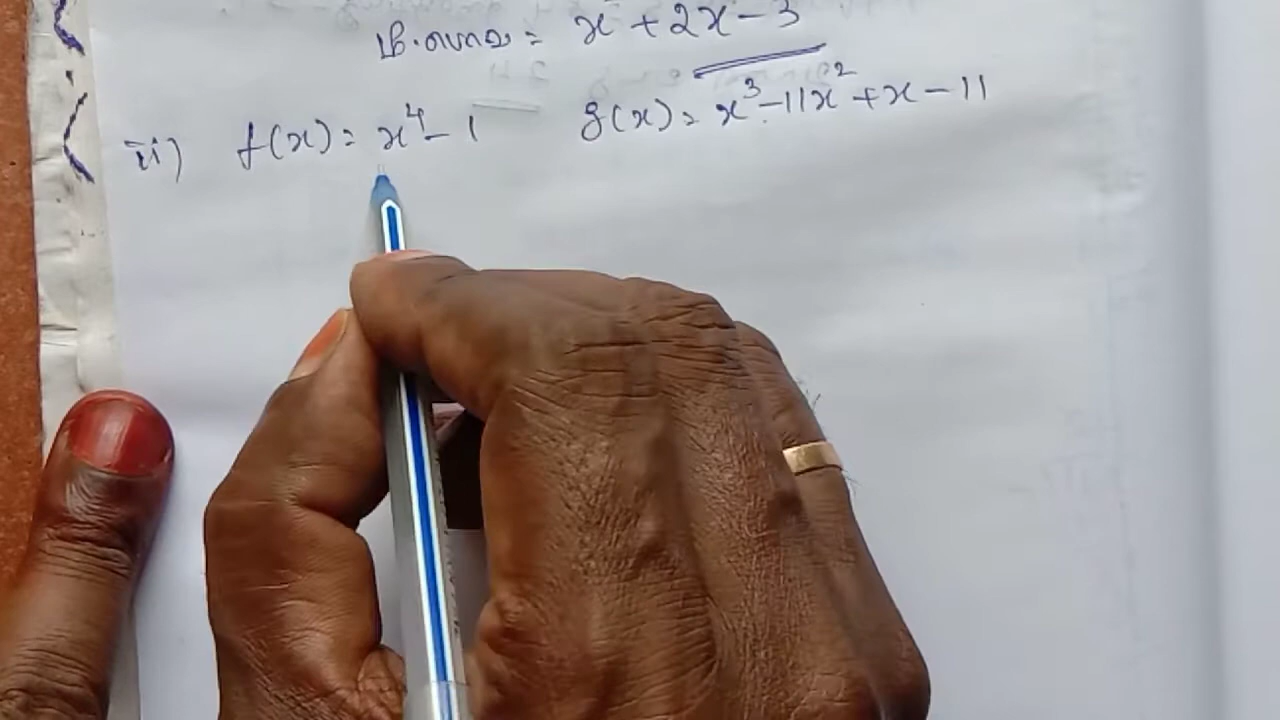 மீ.பொ.வ = x² + 2x - 3
ii) f(x) = x⁴ - 1 g(x) = x³ - 11x² + x - 11